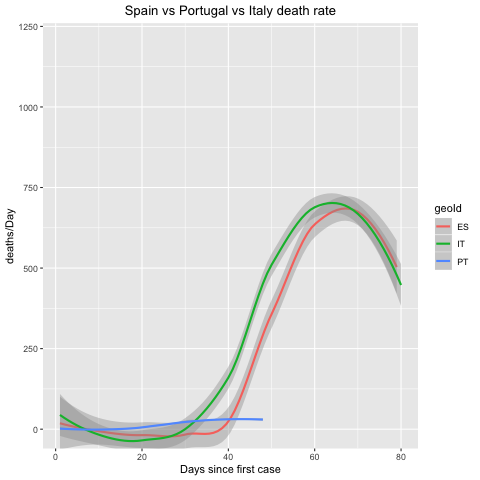 Spain vs Portugal vs Italy death rate
1250
1000
750
500
250
0
deaths/Day
0 20 40 60 80
Days since first case
geoId
ES
IT
PT